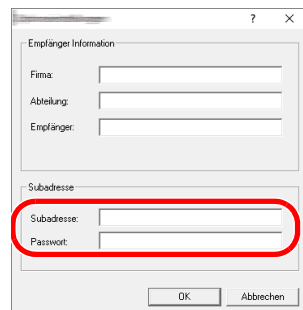 ?
Empfänger Information
Firma:
Abteilung:
Empfänger:
Subadresse
Subadresse:
Passwort:
OK Abbrechen